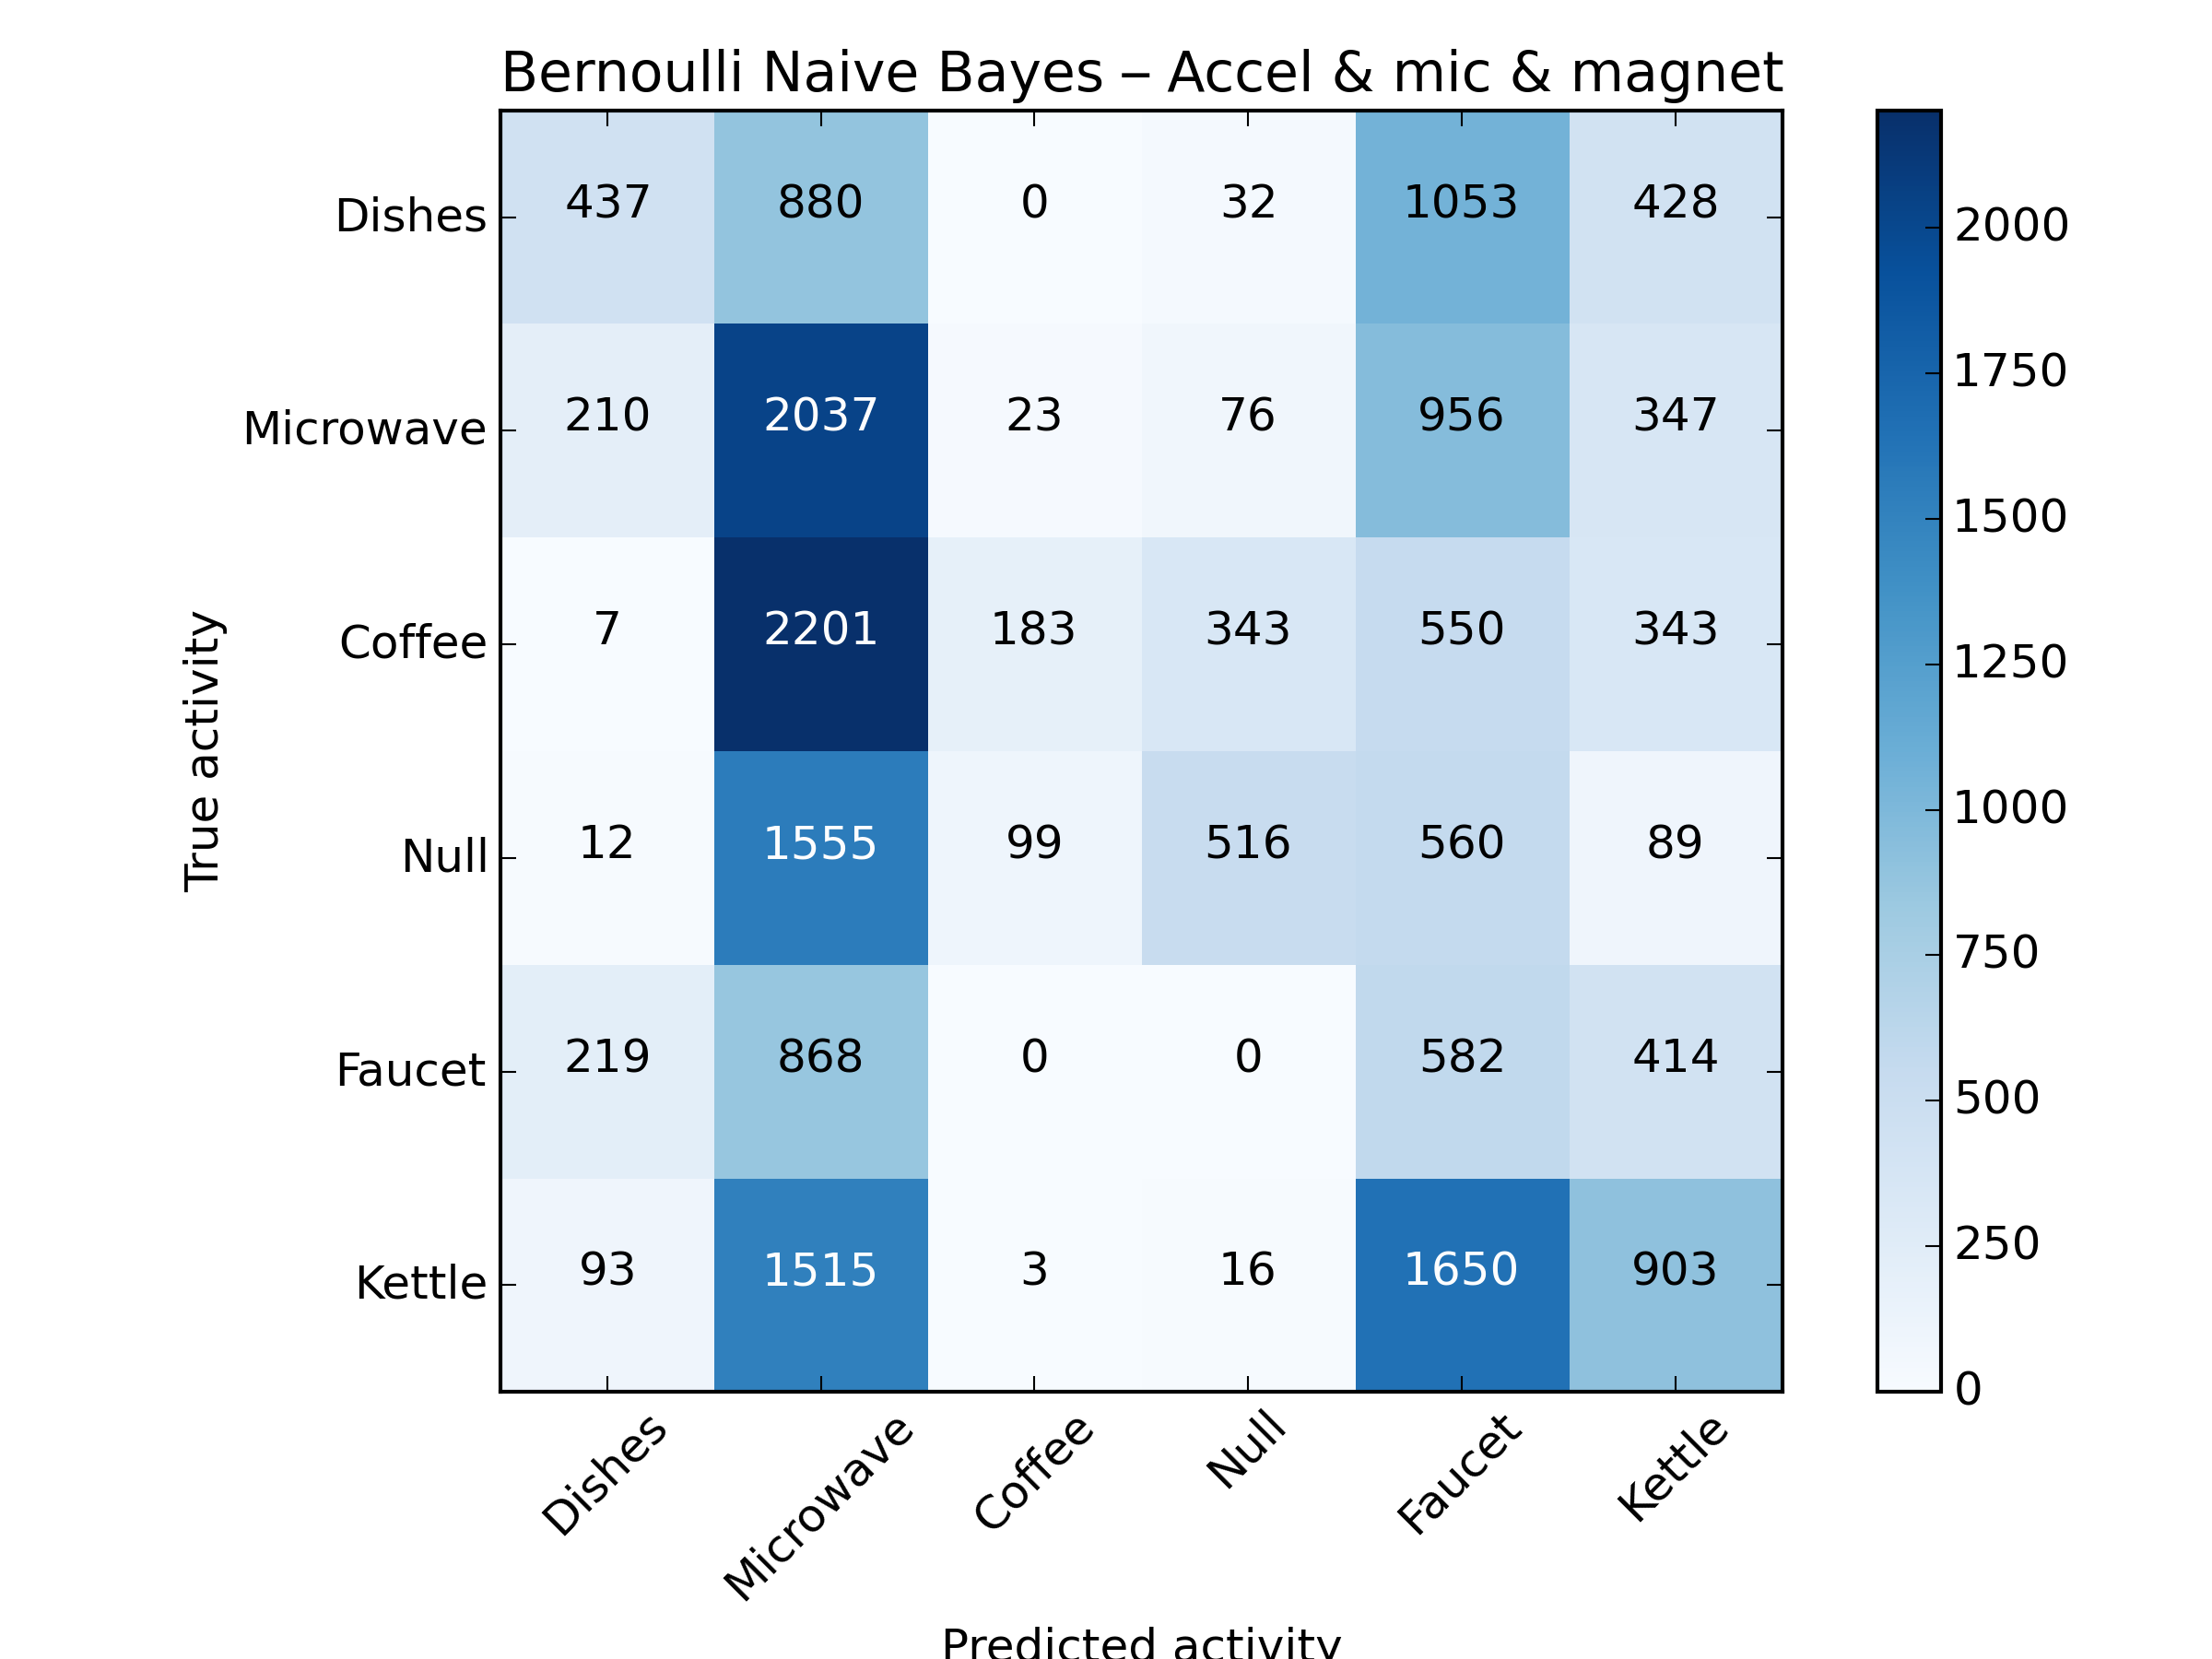 Bernoulli Naive Bayes – Accel & mic & magnet
Dishes 437 880 0 32 1053 428
Microwave 210 2037 23 76 956 347
Coffee 7 2201 183 343 550 343
Null 12 1555 99 516 560 89
Faucet 219 868 0 0 582 414
Kettle 93 1515 3 16 1650 903
True activity
Dishes Microwave Coffee Null Faucet Kettle
Predicted activity
2000
1750
1500
1250
1000
750
500
250
0